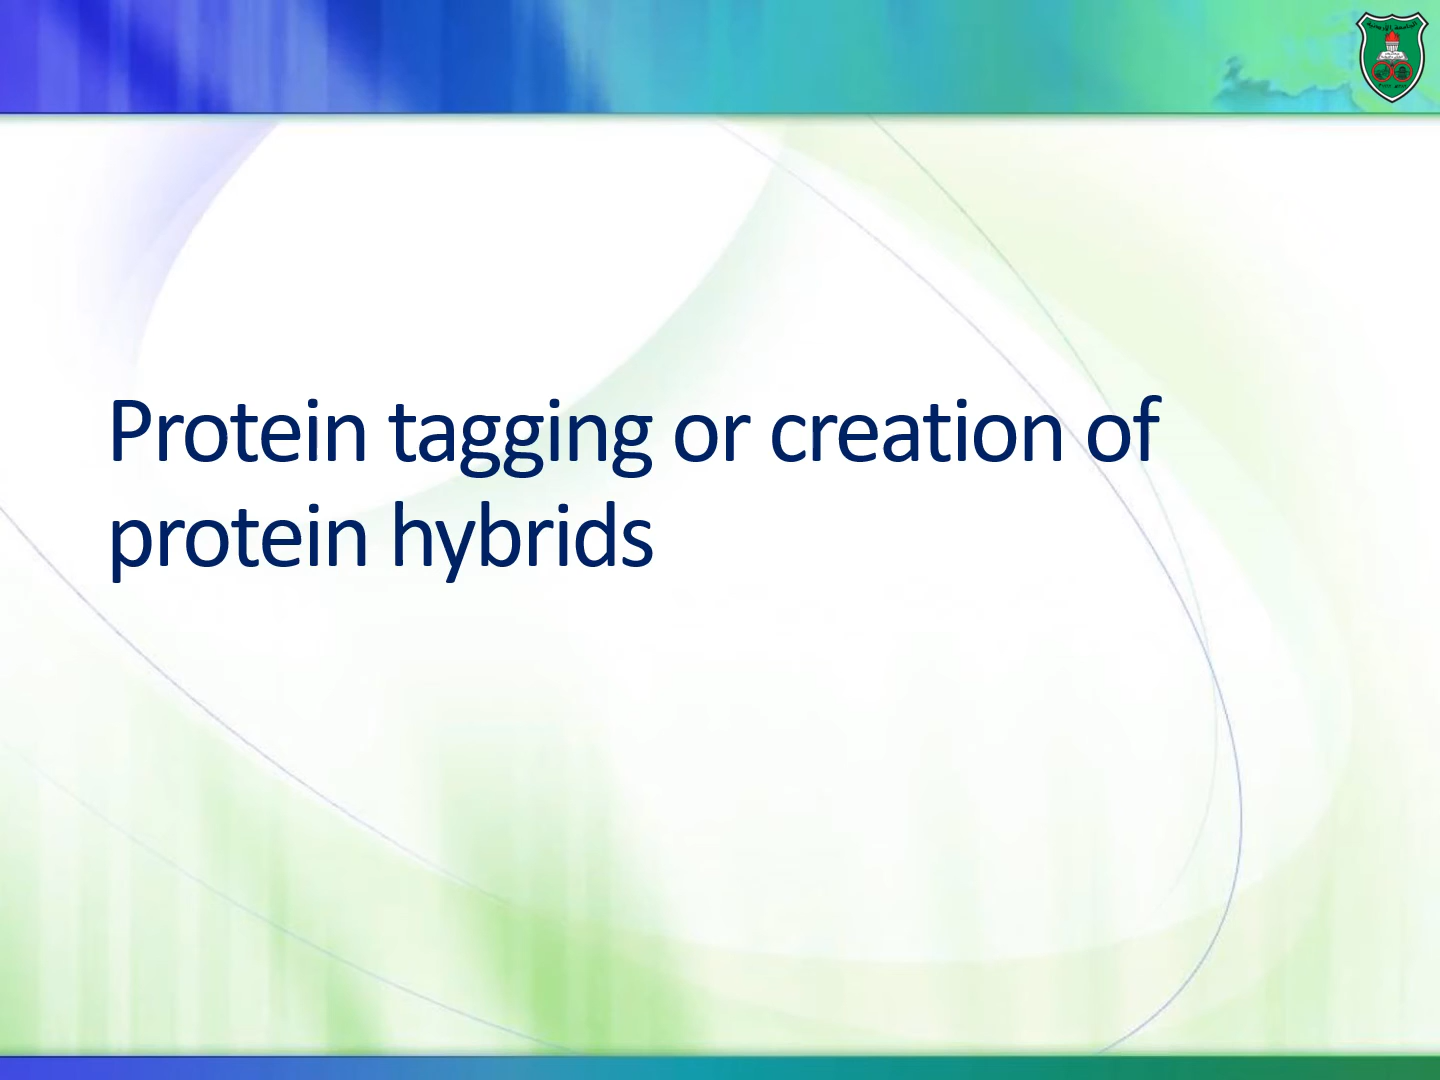 Protein tagging or creation of
protein hybrids